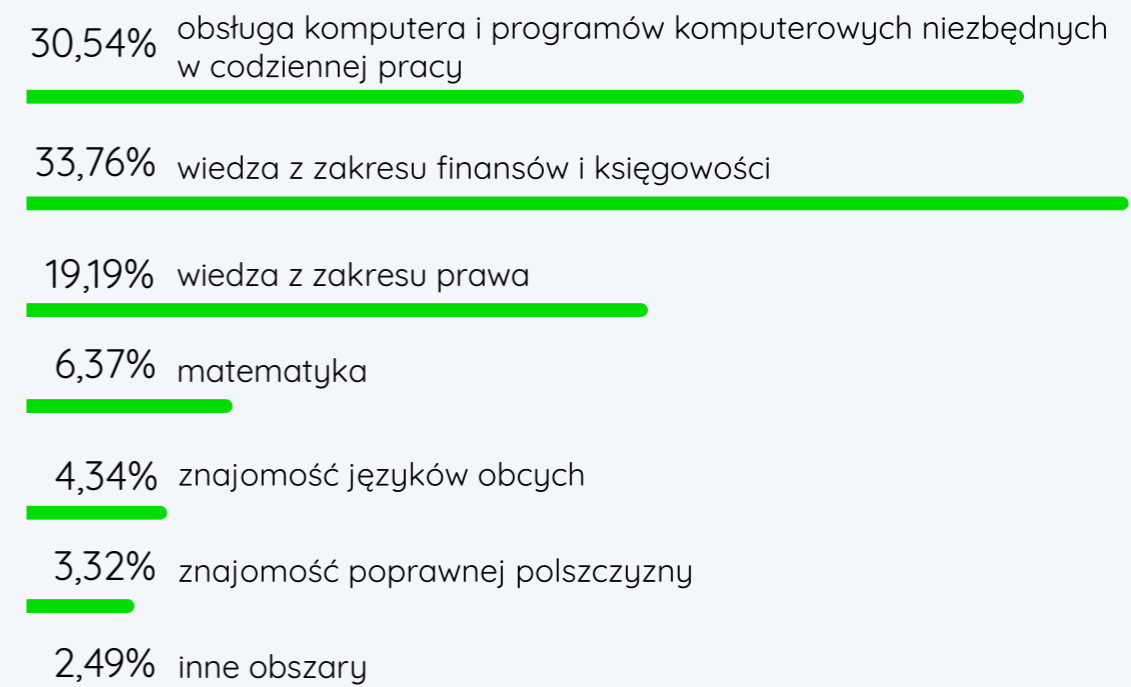 30,54% obsługa komputera i programów komputerowych niezbędnych
w codziennej pracy
33,76% wiedza z zakresu finansów i księgowości
19,19% wiedza z zakresu prawa
6,37% matematyka
4,34% znajomość języków obcych
3,32% znajomość poprawnej polszczyzny
2,49% inne obszary